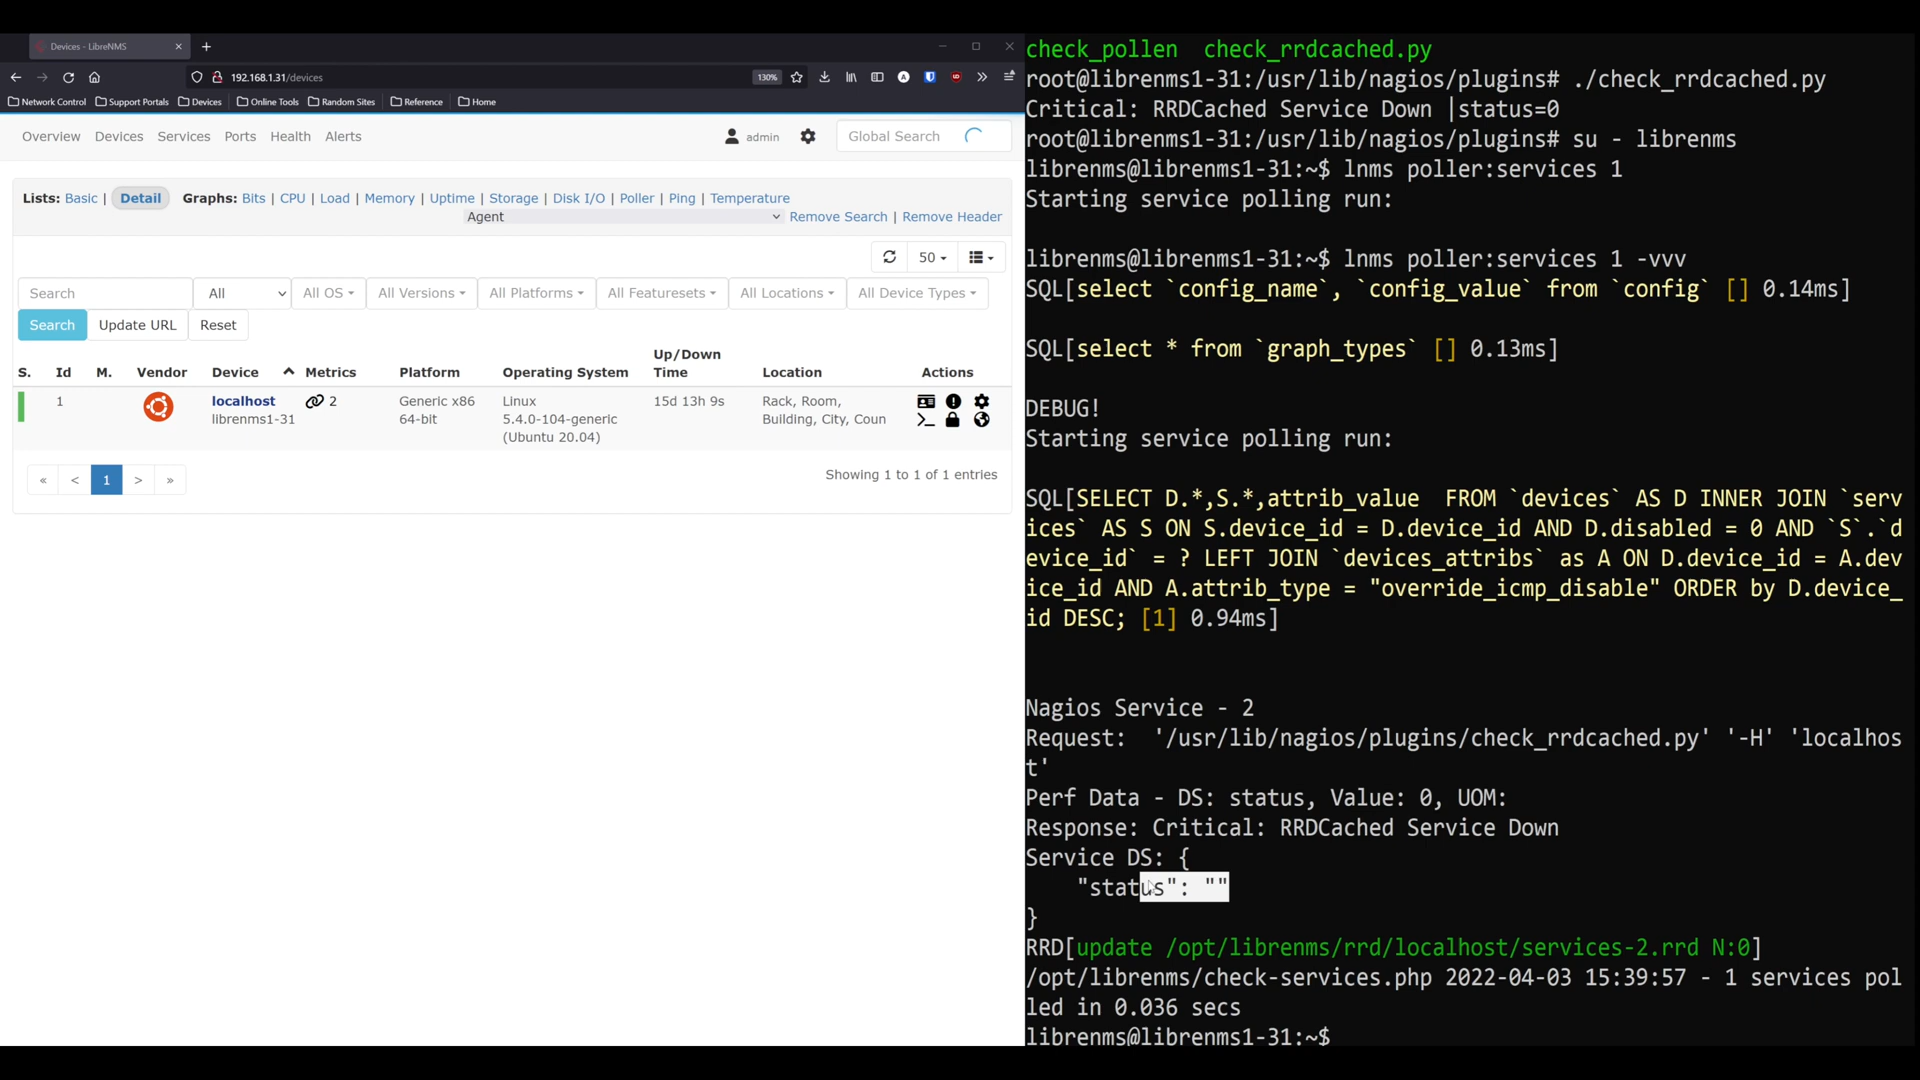 Devices - LibreNMS
192.168.1.31/devices
130%
Network Control Support Portals Devices Online Tools Random Sites Reference Home
Overview Devices Services Ports Health Alerts
admin
Global Search
Lists: Basic | Detail Graphs: Bits | CPU | Load | Memory | Uptime | Storage | Disk I/O | Poller | Ping | Temperature
Agent Remove Search | Remove Header
50
Search All All OS All Versions All Platforms All Featuresets All Locations All Device Types
Search Update URL Reset
Up/Down
S. Id M. Vendor Device Metrics Platform Operating System Time Location Actions
1 localhost 2 Generic x86 Linux 15d 13h 9s Rack, Room,
librenms1-31 64-bit 5.4.0-104-generic Building, City, Coun
(Ubuntu 20.04)
« < 1 > »
Showing 1 to 1 of 1 entries
check_pollen check_rrdcached.py
root@librenms1-31:/usr/lib/nagios/plugins# ./check_rrdcached.py
Critical: RRDCached Service Down |status=0
root@librenms1-31:/usr/lib/nagios/plugins# su - librenms
librenms@librenms1-31:~$ lnms poller:services 1
Starting service polling run:
librenms@librenms1-31:~$ lnms poller:services 1 -vvv
SQL[select `config_name`, `config_value` from `config` [] 0.14ms]
SQL[select * from `graph_types` [] 0.13ms]
DEBUG!
Starting service polling run:
SQL[SELECT D.*,S.*,attrib_value  FROM `devices` AS D INNER JOIN `serv
ices` AS S ON S.device_id = D.device_id AND D.disabled = 0 AND `S`.`d
evice_id` = ? LEFT JOIN `devices_attribs` as A ON D.device_id = A.dev
ice_id AND A.attrib_type = "override_icmp_disable" ORDER by D.device_
id DESC; [1] 0.94ms]
Nagios Service - 2
Request:  '/usr/lib/nagios/plugins/check_rrdcached.py' '-H' 'localhos
t'
Perf Data - DS: status, Value: 0, UOM:
Response: Critical: RRDCached Service Down
Service DS: {
"status": ""
}
RRD[update /opt/librenms/rrd/localhost/services-2.rrd N:0]
/opt/librenms/check-services.php 2022-04-03 15:39:57 - 1 services pol
led in 0.036 secs
librenms@librenms1-31:~$